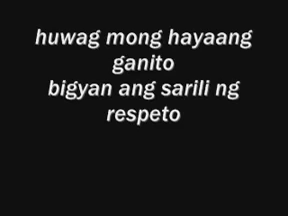 huwag mong hayaang
ganito
bigyan ang sarili ng
respeto